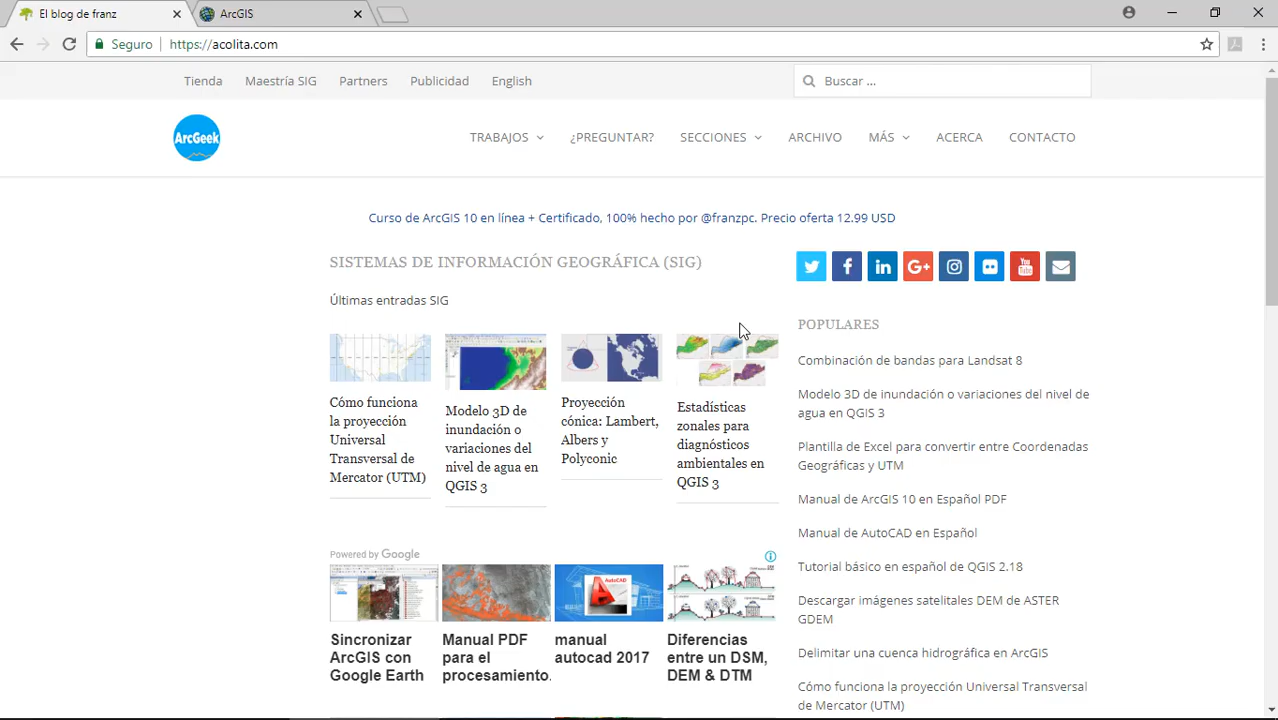 El blog de franz
ArcGIS
Seguro
https://acolita.com
Tienda
Maestría SIG
Partners
Publicidad
English
Buscar ...
ArcGeek
TRABAJOS
¿PREGUNTAR?
SECCIONES
ARCHIVO
MÁS
ACERCA
CONTACTO
Curso de ArcGIS 10 en línea + Certificado, 100% hecho por @franzpc. Precio oferta 12.99 USD
SISTEMAS DE INFORMACIÓN GEOGRÁFICA (SIG)
Últimas entradas SIG
Cómo funciona
la proyección
Universal
Transversal de
Mercator (UTM)
Modelo 3D de
inundación o
variaciones del
nivel de agua en
QGIS 3
Proyección
cónica: Lambert,
Albers y
Polyconic
Estadísticas
zonales para
diagnósticos
ambientales en
QGIS 3
Powered by Google
Sincronizar
ArcGIS con
Google Earth
Manual PDF
para el
procesamiento.
AUTOCAD
manual
autocad 2017
Diferencias
entre un DSM,
DEM & DTM
You
Tube
POPULARES
Combinación de bandas para Landsat 8
Modelo 3D de inundación o variaciones del nivel de
agua en QGIS 3
Plantilla de Excel para convertir entre Coordenadas
Geográficas y UTM
Manual de ArcGIS 10 en Español PDF
Manual de AutoCAD en Español
Tutorial básico en español de QGIS 2.18
Descargar imágenes satelitales DEM de ASTER
GDEM
Delimitar una cuenca hidrográfica en ArcGIS
Cómo funciona la proyección Universal Transversal
de Mercator (UTM)